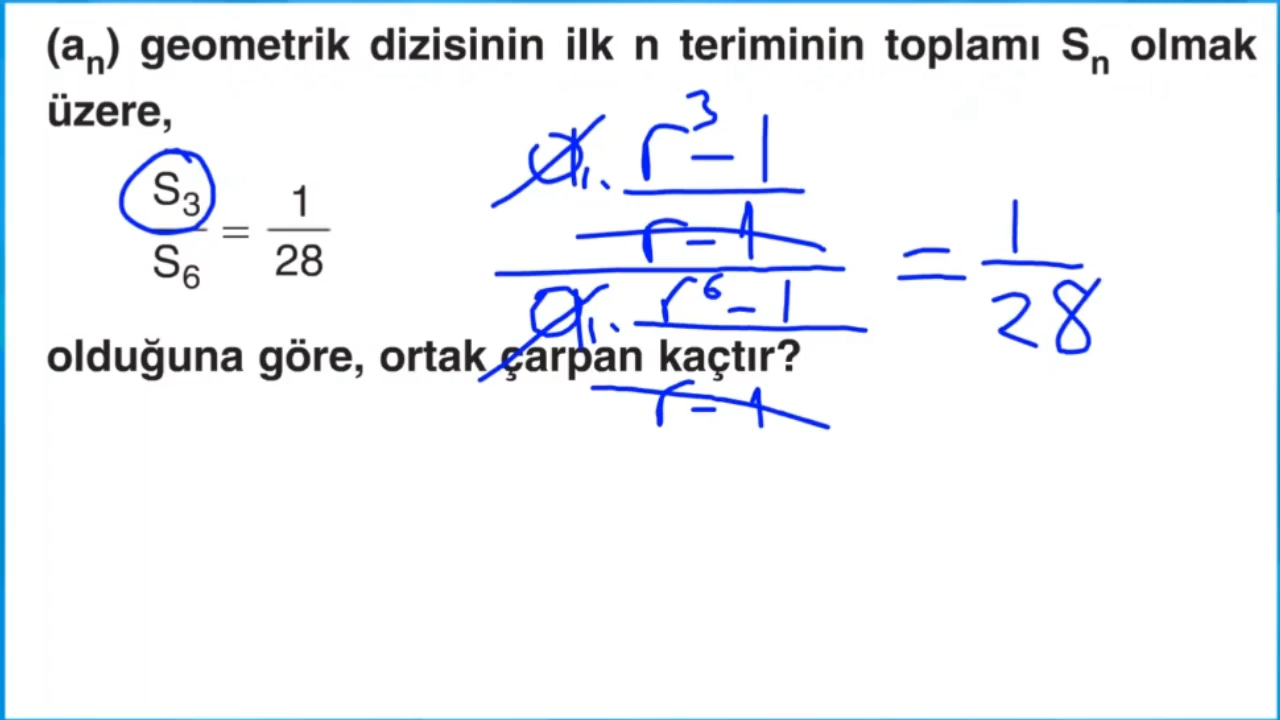 (aₙ) geometrik dizisinin ilk n teriminin toplamı Sₙ olmak
üzere,
S₃/S₆ = 1/28
a₁. (r³ - 1)/(r - 1) / a₁. (r⁶ - 1)/(r - 1) = 1/28
olduğuna göre, ortak çarpan kaçtır?